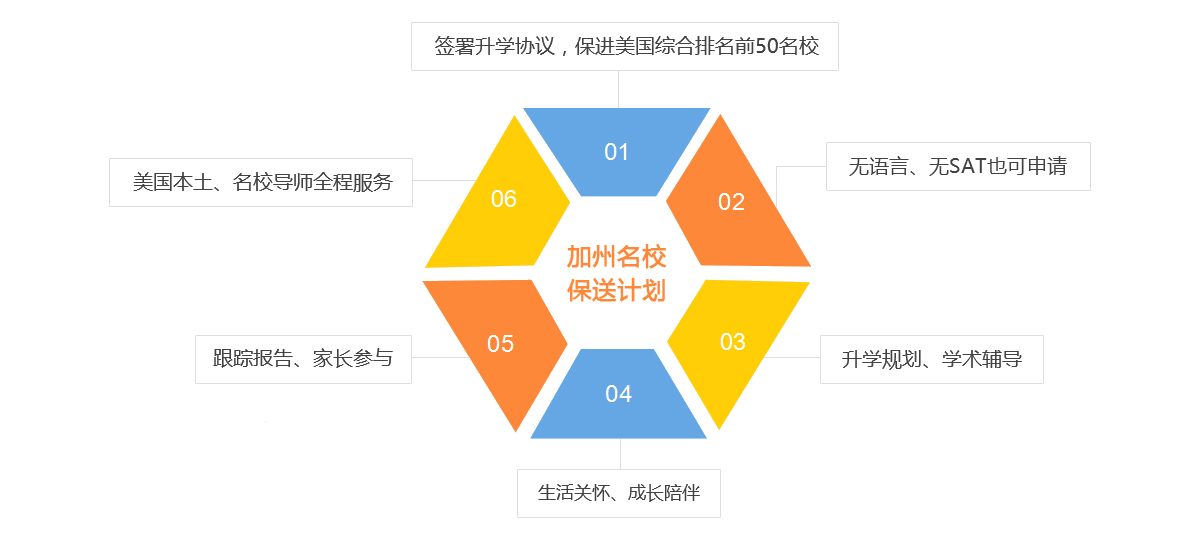 签署升学协议，保进美国综合排名前50名校
01
无语言、无SAT也可申请
02
升学规划、学术辅导
03
生活关怀、成长陪伴
04
跟踪报告、家长参与
05
美国本土、名校导师全程服务
06
加州名校
保送计划